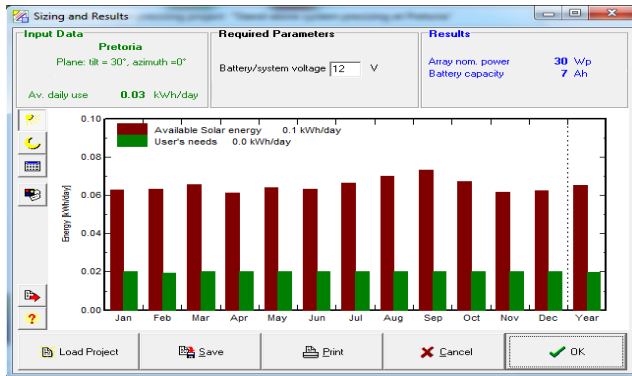 Sizing and Results
Input Data
Pretoria
Plane: tilt = 30°, azimuth =0°
Av. daily use 0.03 kWh/day
Required Parameters
Battery/system voltage 12 V
Results
Array nom. power 30 Wp
Battery capacity 7 Ah
Available Solar energy 0.1 kWh/day
User's needs 0.0 kWh/day
Energy [kWh/day]
0.10
0.08
0.06
0.04
0.02
0.00
Jan Feb Mar Apr May Jun Jul Aug Sep Oct Nov Dec Year
?
Load Project Save Print Cancel OK